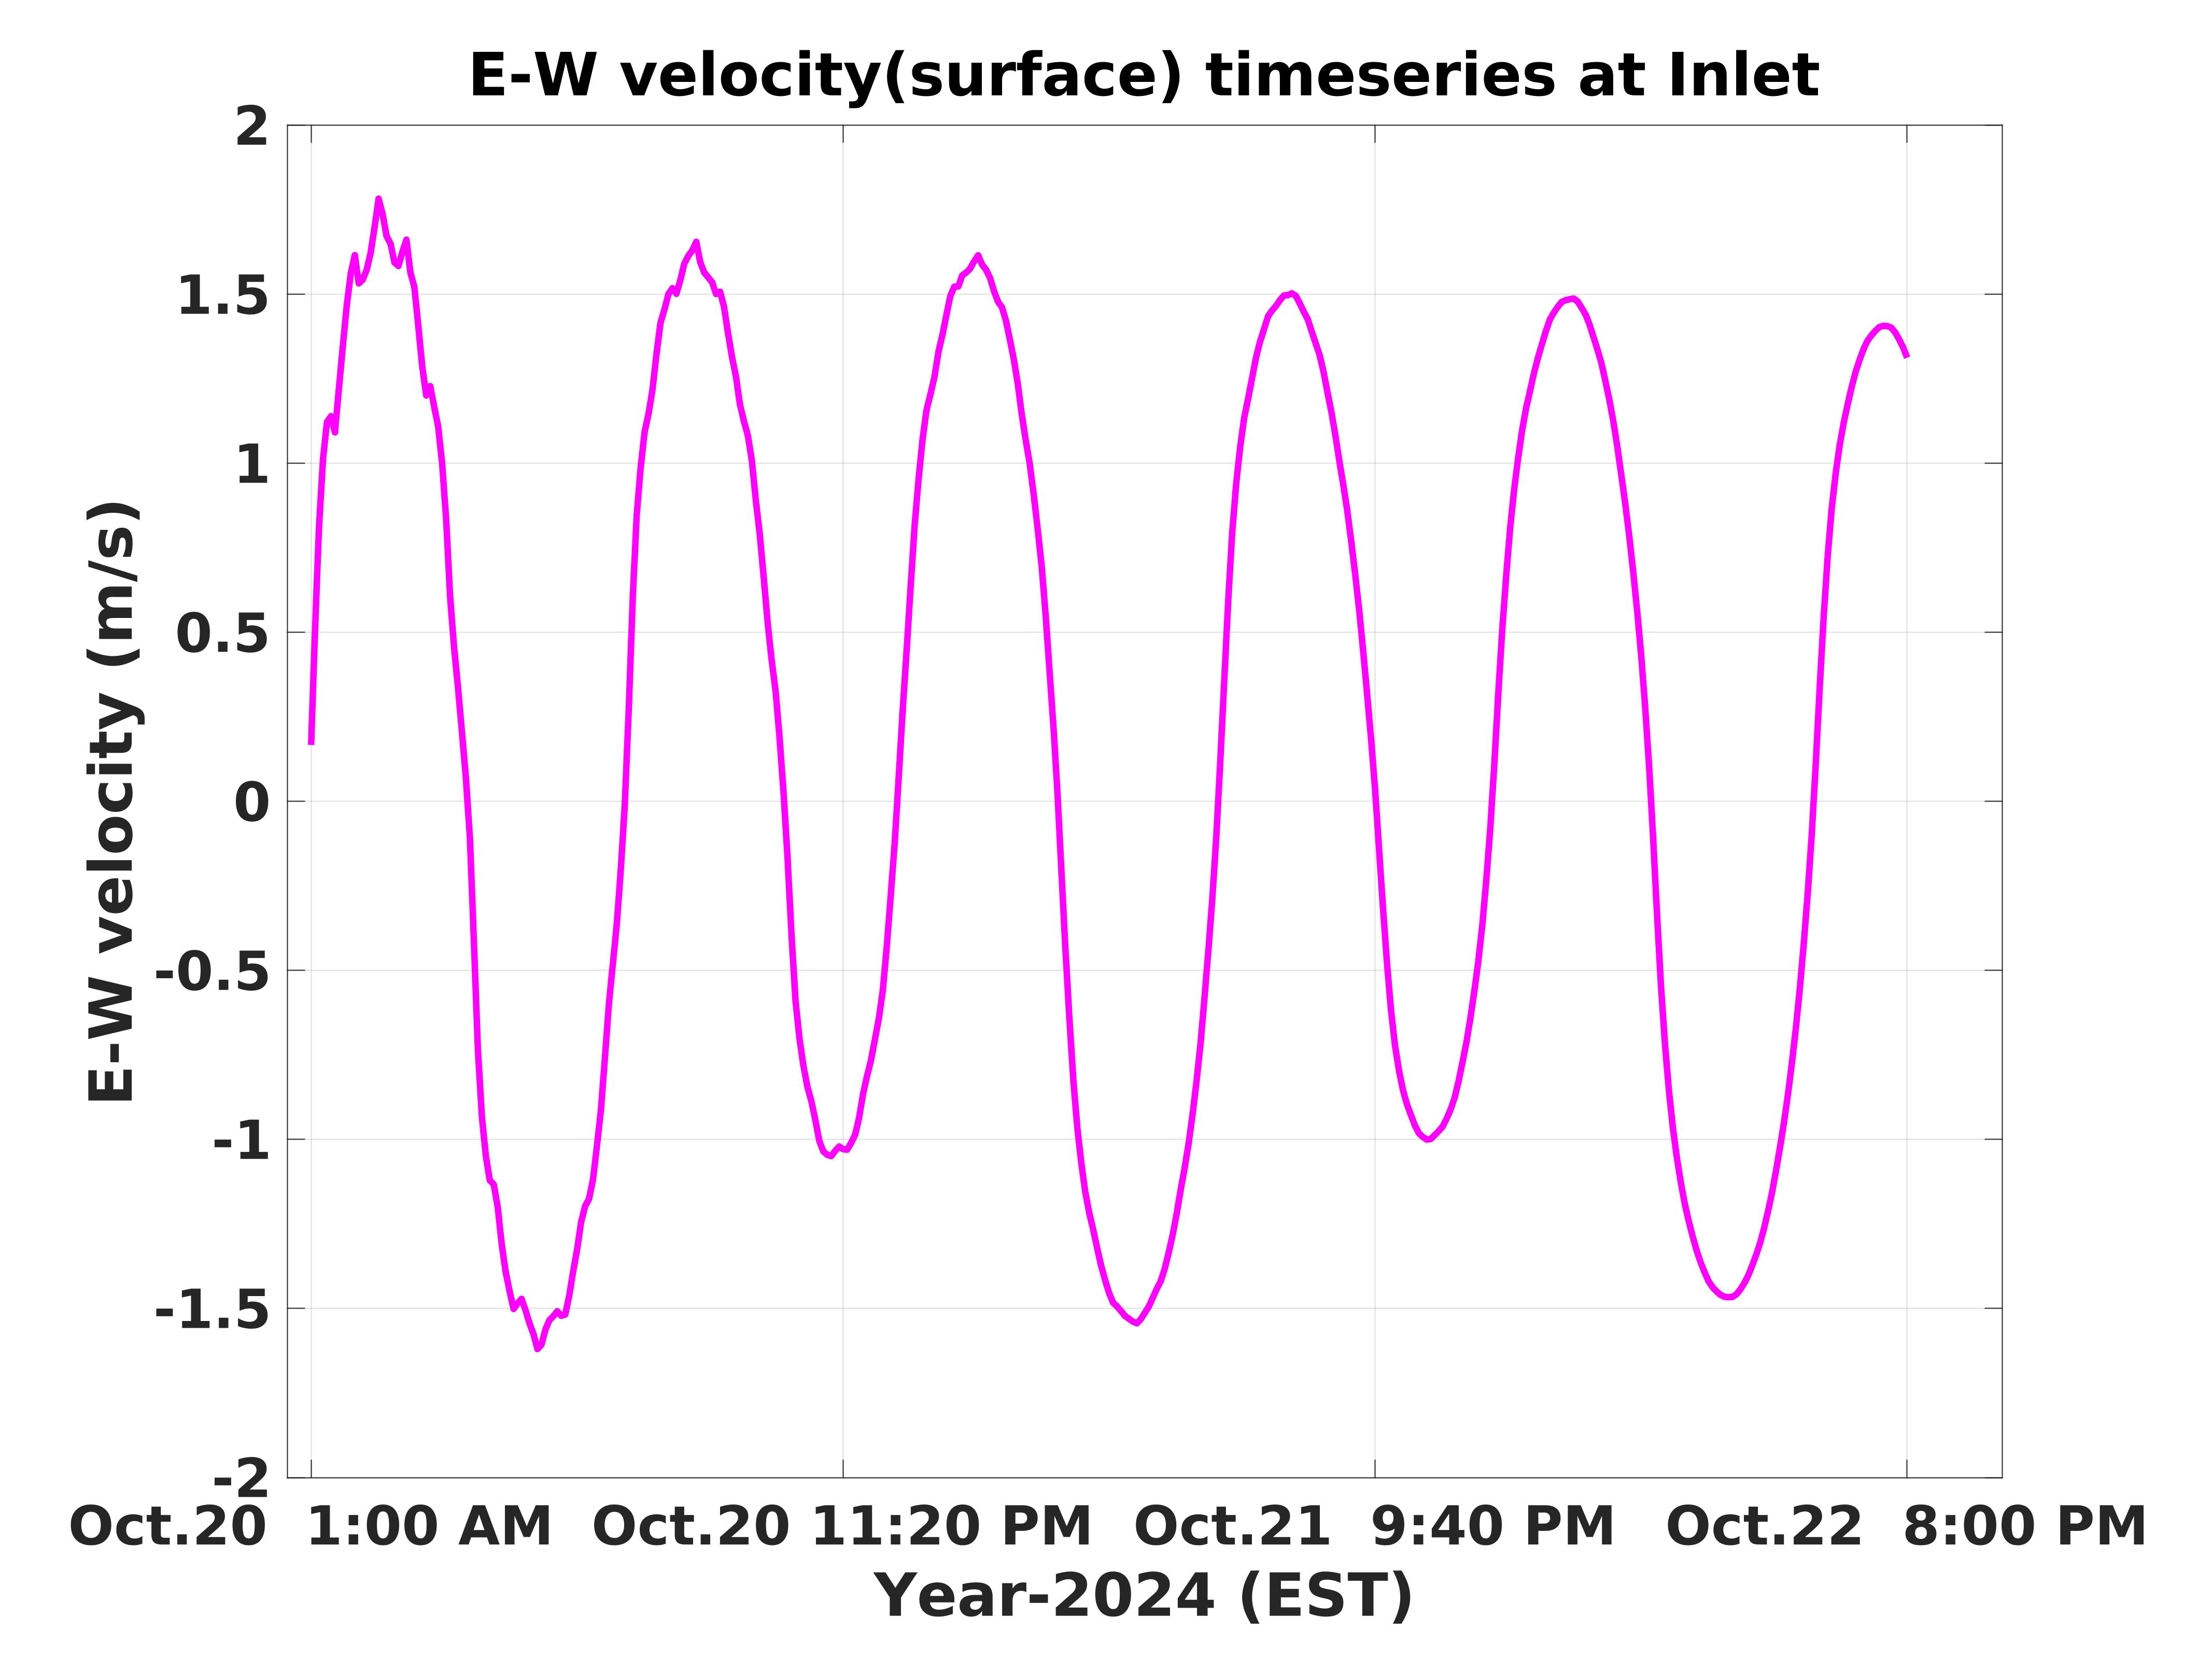 E-W velocity(surface) timeseries at Inlet
2
1.5
1
0.5
0
-0.5
-1
-1.5
-2
E-W velocity (m/s)
Oct.20 1:00 AM Oct.20 11:20 PM Oct.21 9:40 PM Oct.22 8:00 PM
Year-2024 (EST)